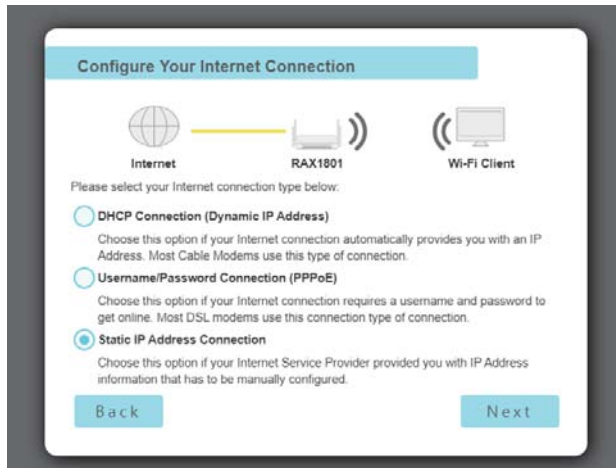 Configure Your Internet Connection
Internet
RAX1801
Wi-Fi Client
Please select your Internet connection type below:
DHCP Connection (Dynamic IP Address)
Choose this option if your Internet connection automatically provides you with an IP
Address. Most Cable Modems use this type of connection.
Username/Password Connection (PPPoE)
Choose this option if your Internet connection requires a username and password to
get online. Most DSL modems use this connection type of connection.
Static IP Address Connection
Choose this option if your Internet Service Provider provided you with IP Address
information that has to be manually configured.
Back
Next